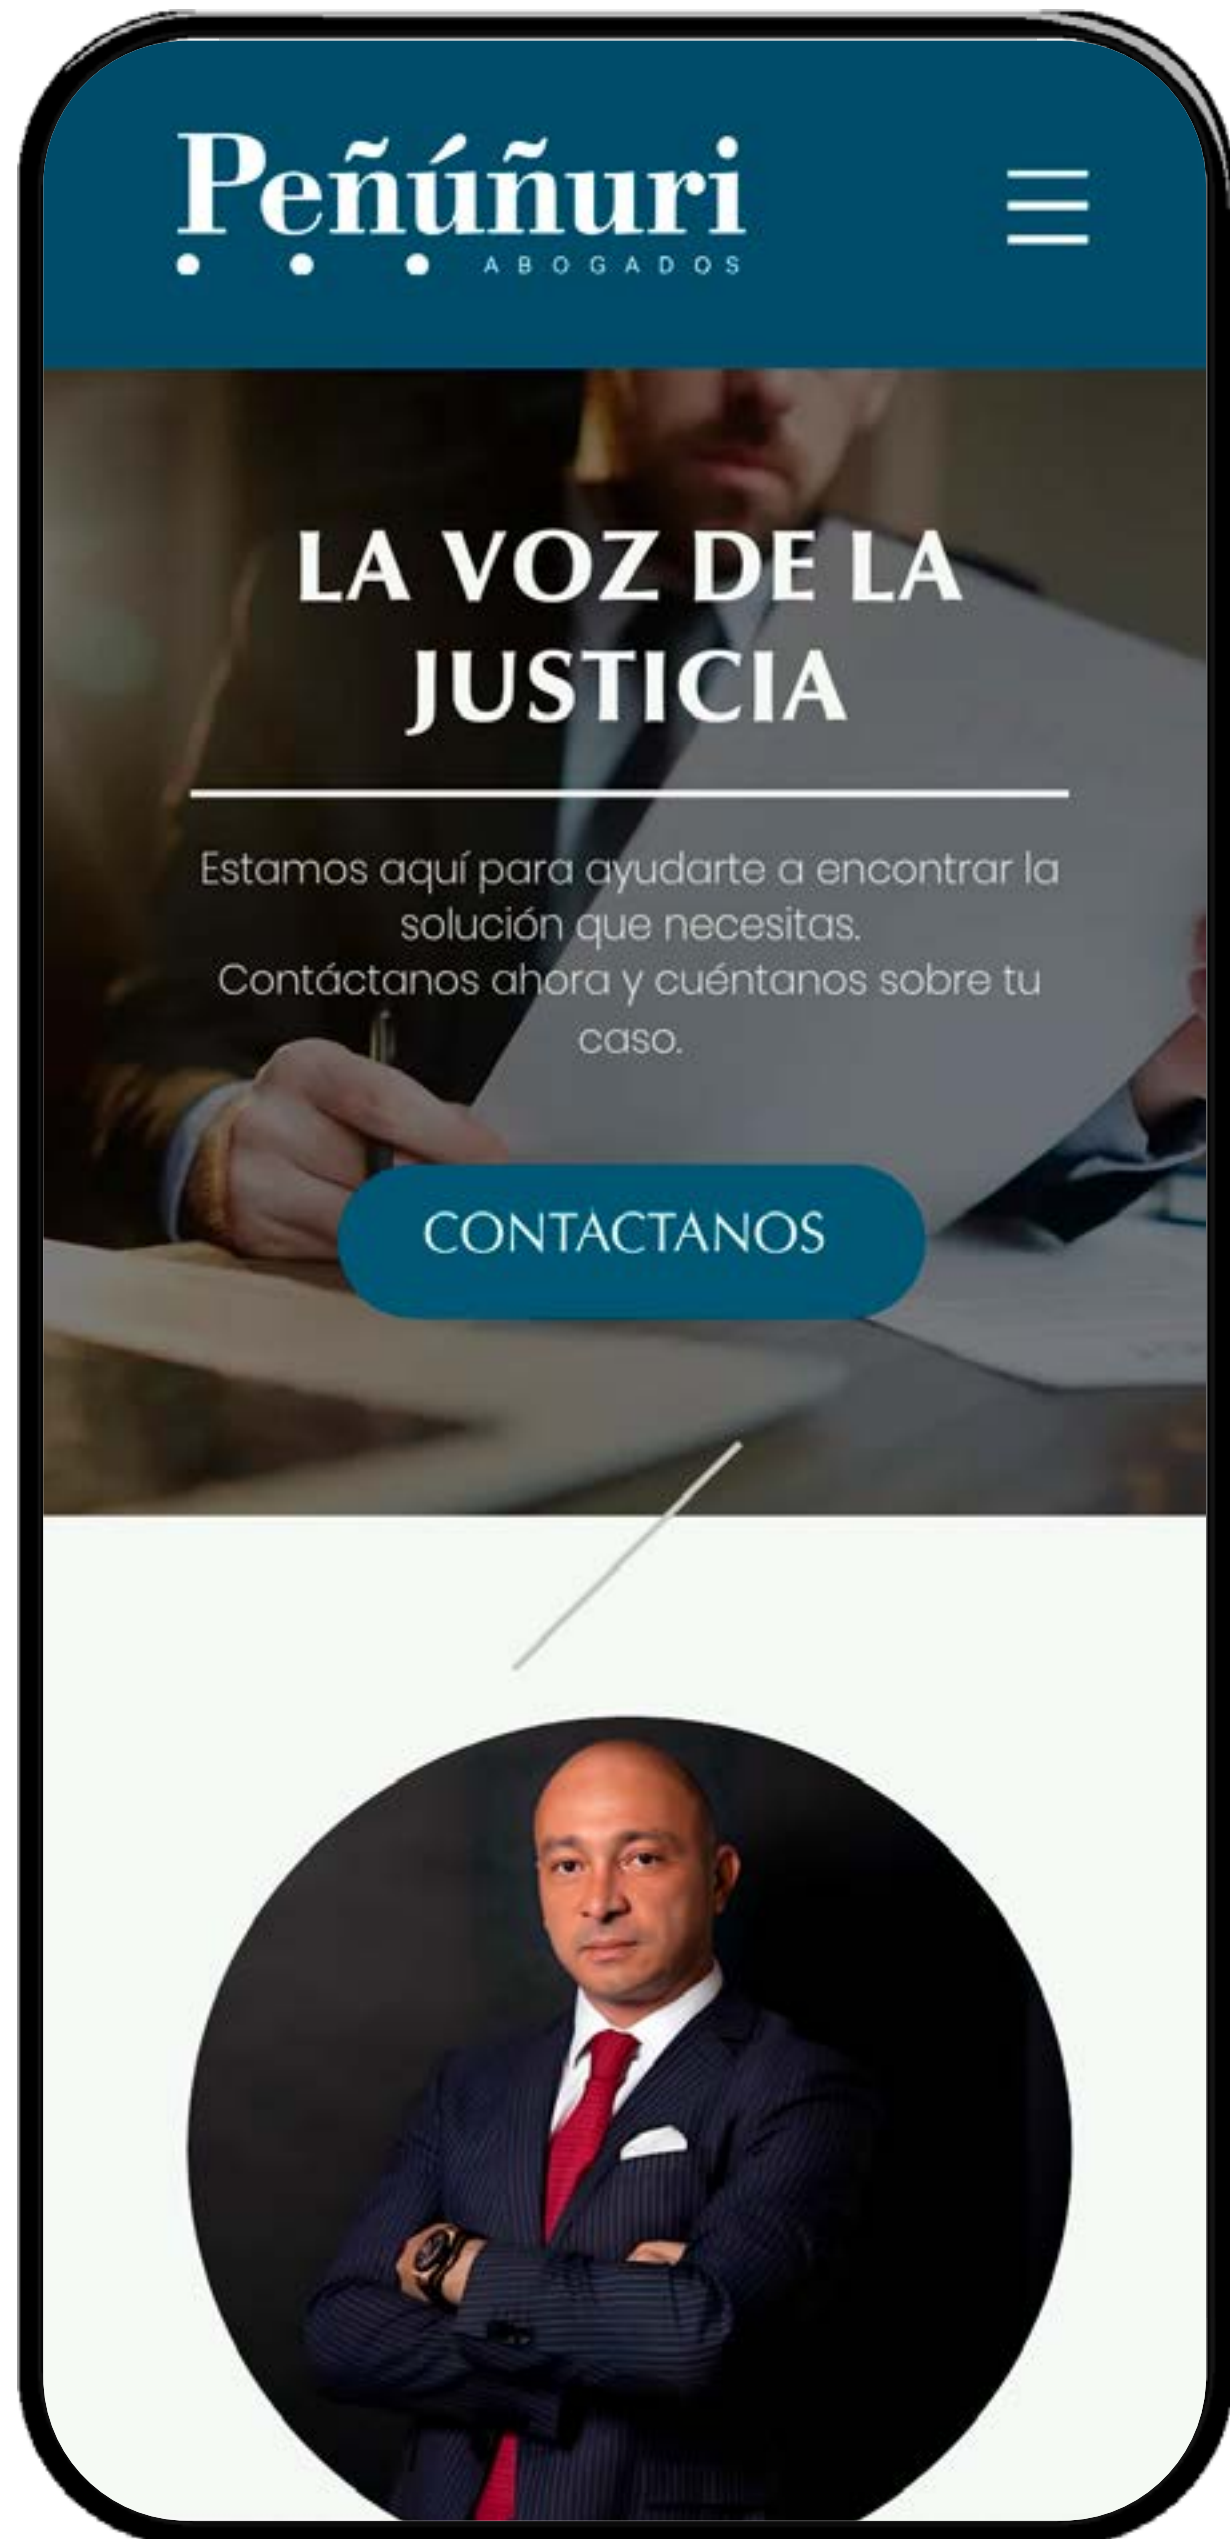 Peñúñuri
ABOGADOS
LA VOZ DE LA
JUSTICIA
Estamos aquí para ayudarte a encontrar la
solución que necesitas.
Contáctanos ahora y cuéntanos sobre tu
caso.
CONTACTANOS